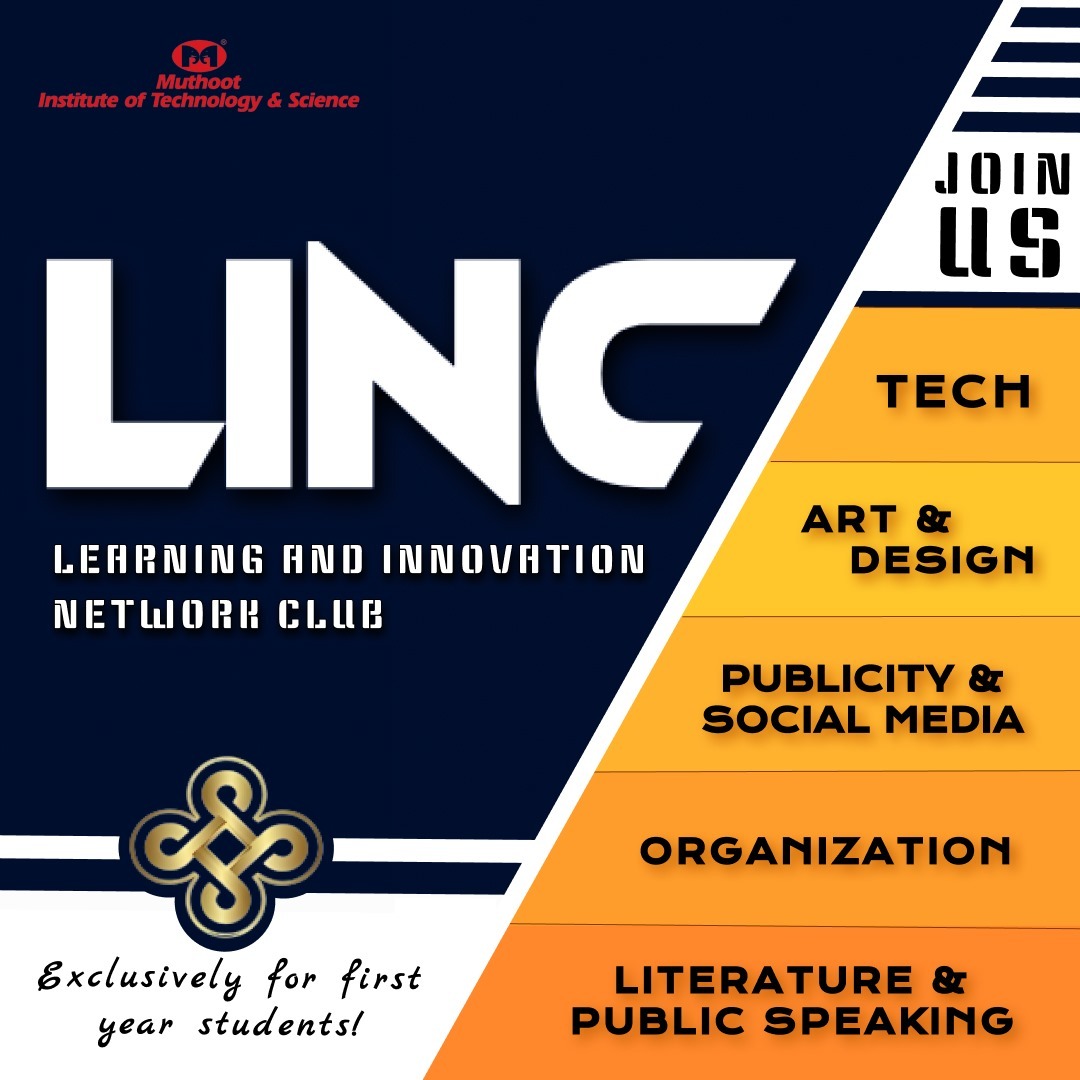 Muthoot
Institute of Technology & Science
JOIN
US
LINC
LEARNING AND INNOVATION
NETWORK CLUB
TECH
ART &
DESIGN
PUBLICITY &
SOCIAL MEDIA
ORGANIZATION
LITERATURE &
PUBLIC SPEAKING
Exclusively for first
year students!